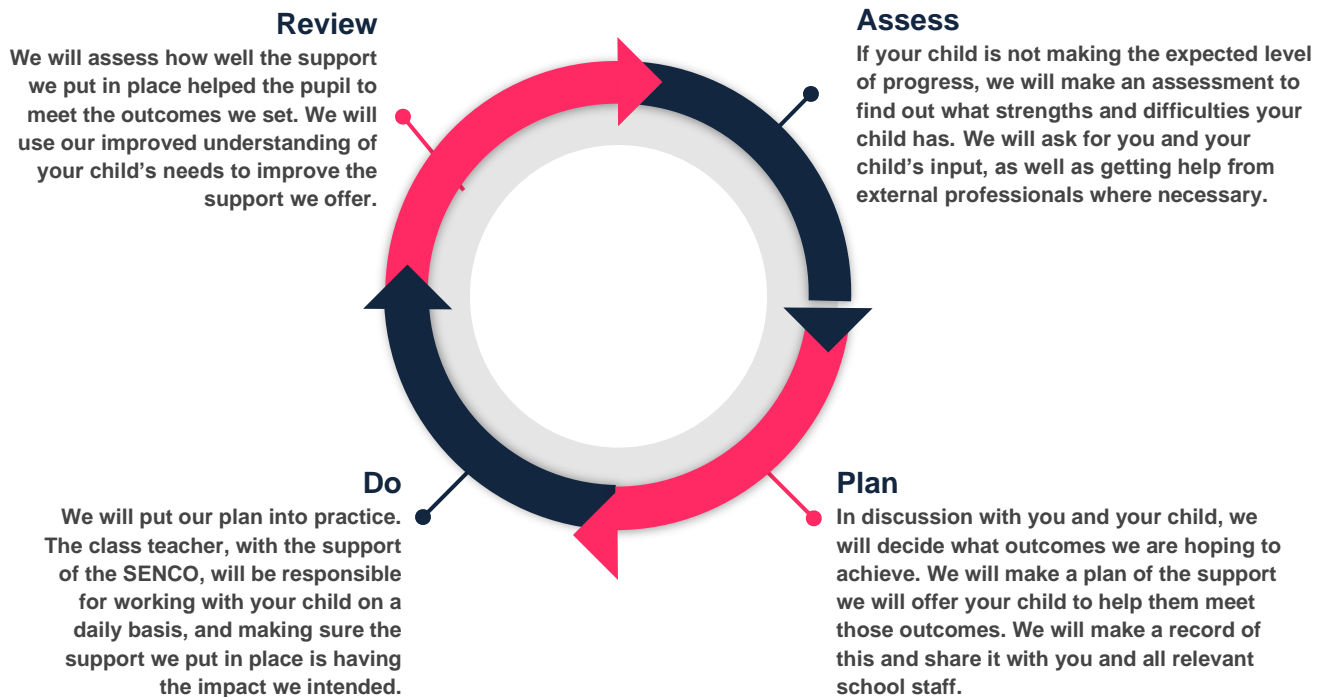 Review
We will assess how well the support
we put in place helped the pupil to
meet the outcomes we set. We will
use our improved understanding of
your child’s needs to improve the
support we offer.
Assess
If your child is not making the expected level
of progress, we will make an assessment to
find out what strengths and difficulties your
child has. We will ask for you and your
child’s input, as well as getting help from
external professionals where necessary.
Do
We will put our plan into practice.
The class teacher, with the support
of the SENCO, will be responsible
for working with your child on a
daily basis, and making sure the
support we put in place is having
the impact we intended.
Plan
In discussion with you and your child, we
will decide what outcomes we are hoping to
achieve. We will make a plan of the support
we will offer your child to help them meet
those outcomes. We will make a record of
this and share it with you and all relevant
school staff.